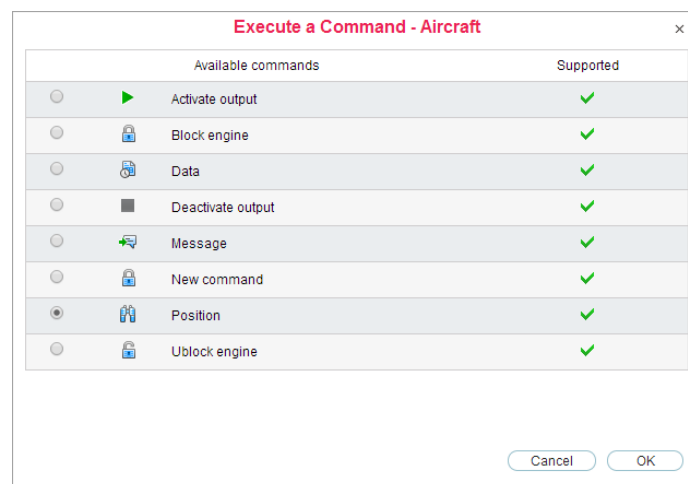 Execute a Command - Aircraft ×
Available commands Supported
Activate output
Block engine
Data
Deactivate output
Message
New command
Position
Ublock engine
Cancel OK